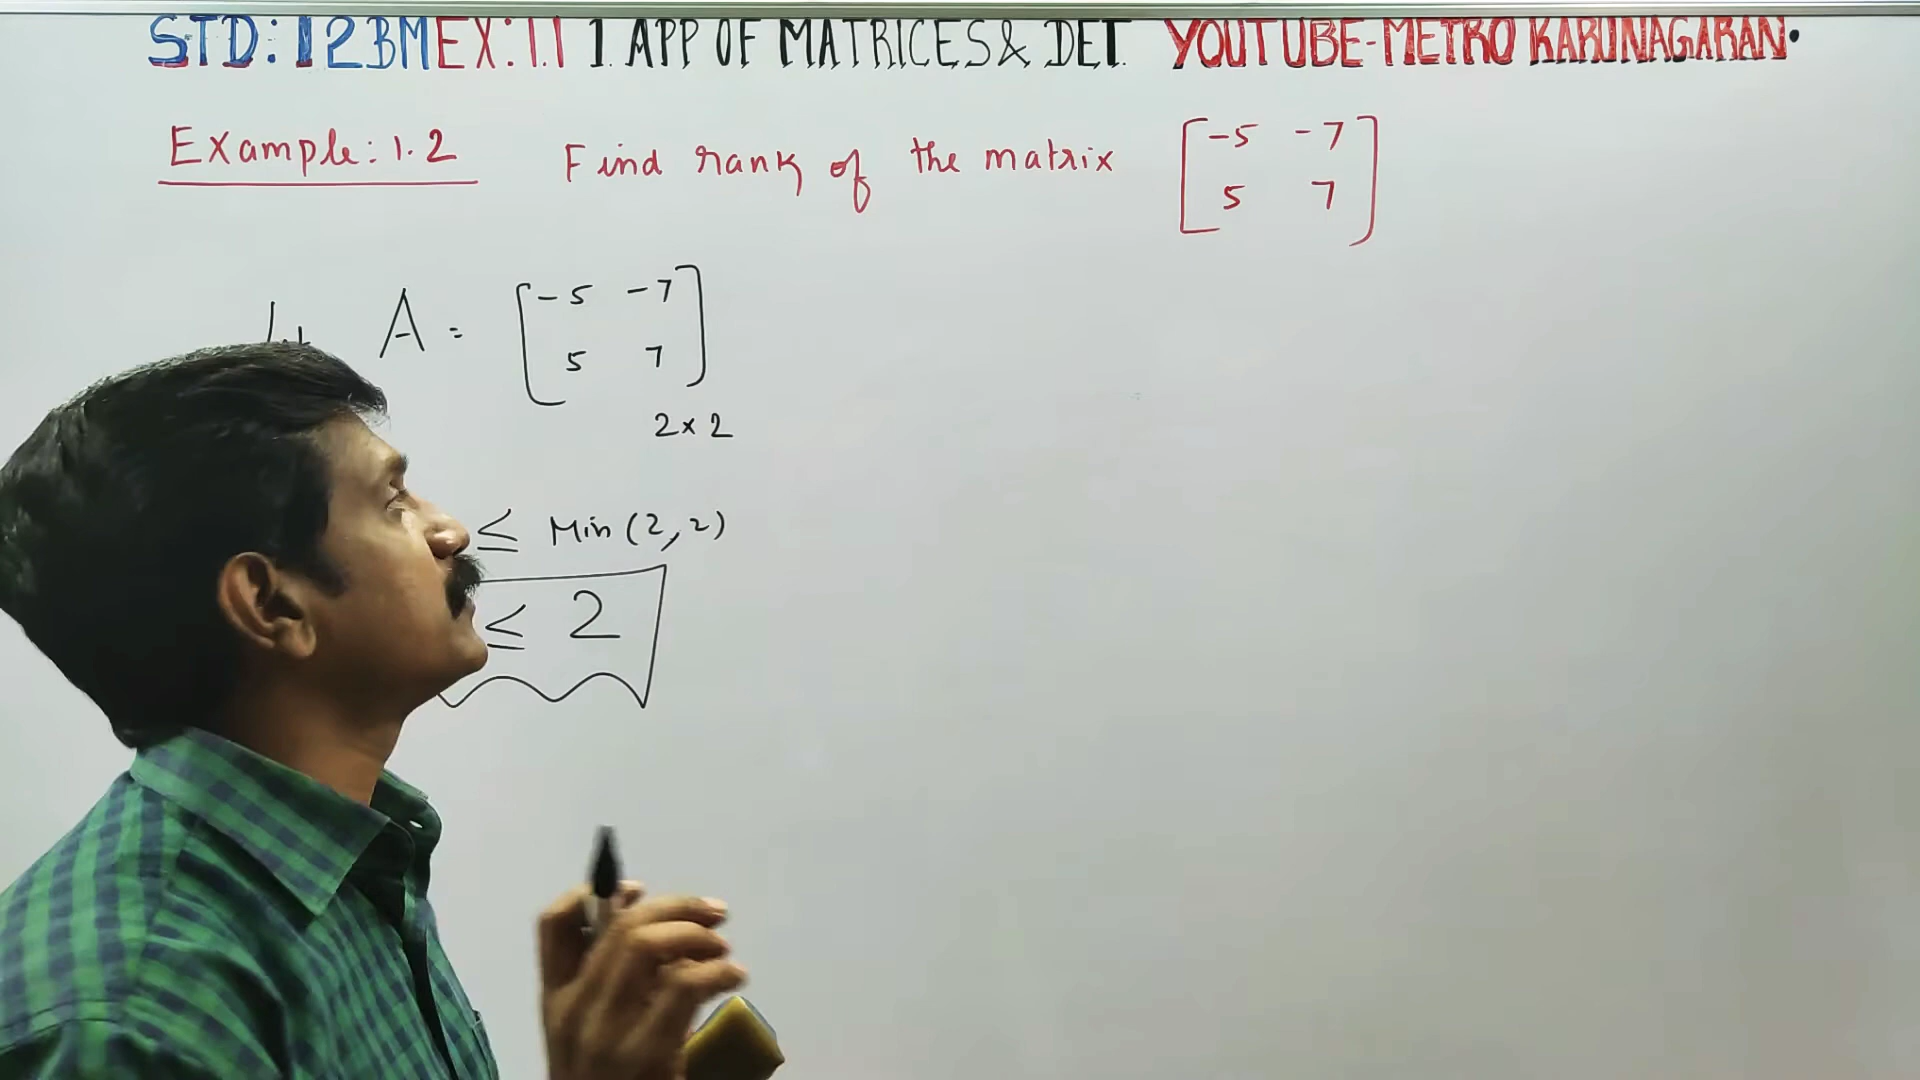 STD: 12BM EX: 1.1 1. APP OF MATRICES & DET. YOUTUBE-METRO KARUNAGARAN.
Example: 1.2 Find rank of the matrix [-5 -7
5 7]
A = [-5 -7
5 7]
2×2
≤ Min (2,2)
≤ 2